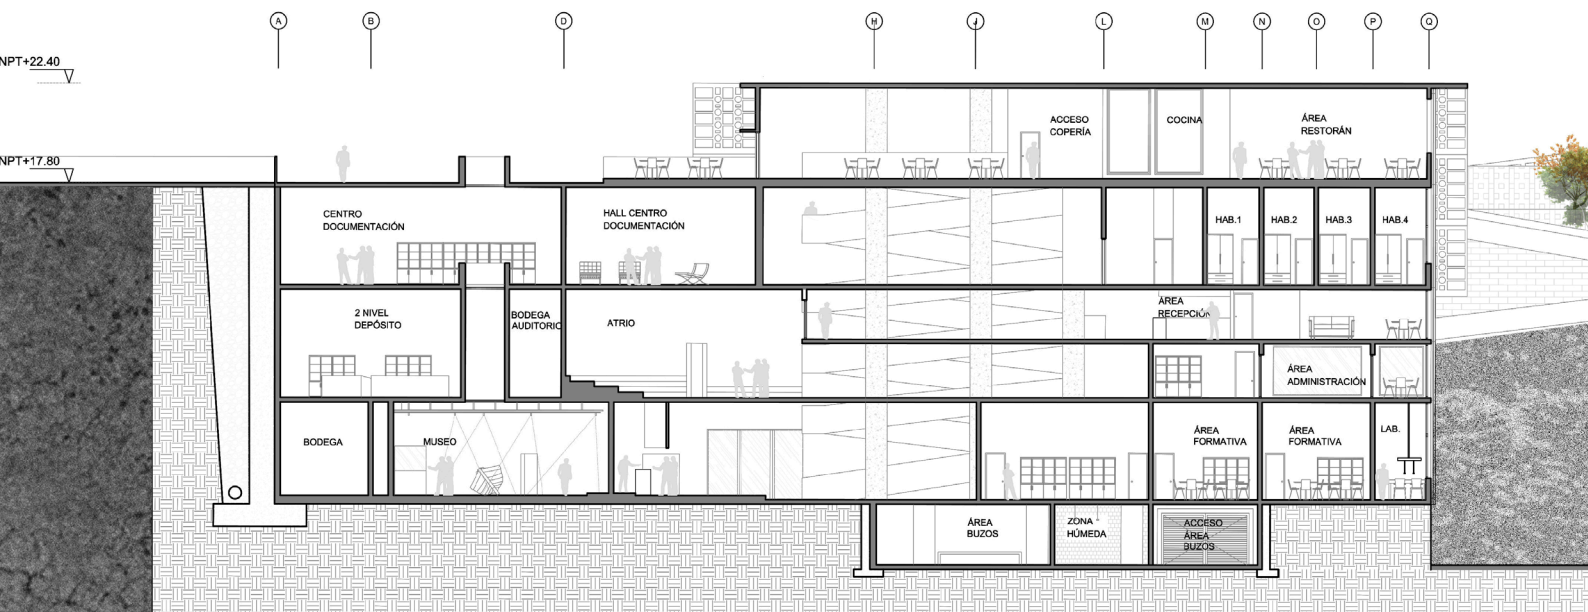 A B D H J L M N O P Q
NPT+22.40
ACCESO
COPERÍA
COCINA
ÁREA
RESTORÁN
NPT+17.80
CENTRO
DOCUMENTACIÓN
HALL CENTRO
DOCUMENTACIÓN
HAB.1
HAB.2
HAB.3
HAB.4
2 NIVEL
DEPÓSITO
BODEGA
AUDITORIO
ATRIO
ÁREA
RECEPCIÓN
ÁREA
ADMINISTRACIÓN
BODEGA
MUSEO
ÁREA
FORMATIVA
ÁREA
FORMATIVA
LAB.
ÁREA
BUZOS
ZONA
HÚMEDA
ACCESO
ÁREA
BUZOS